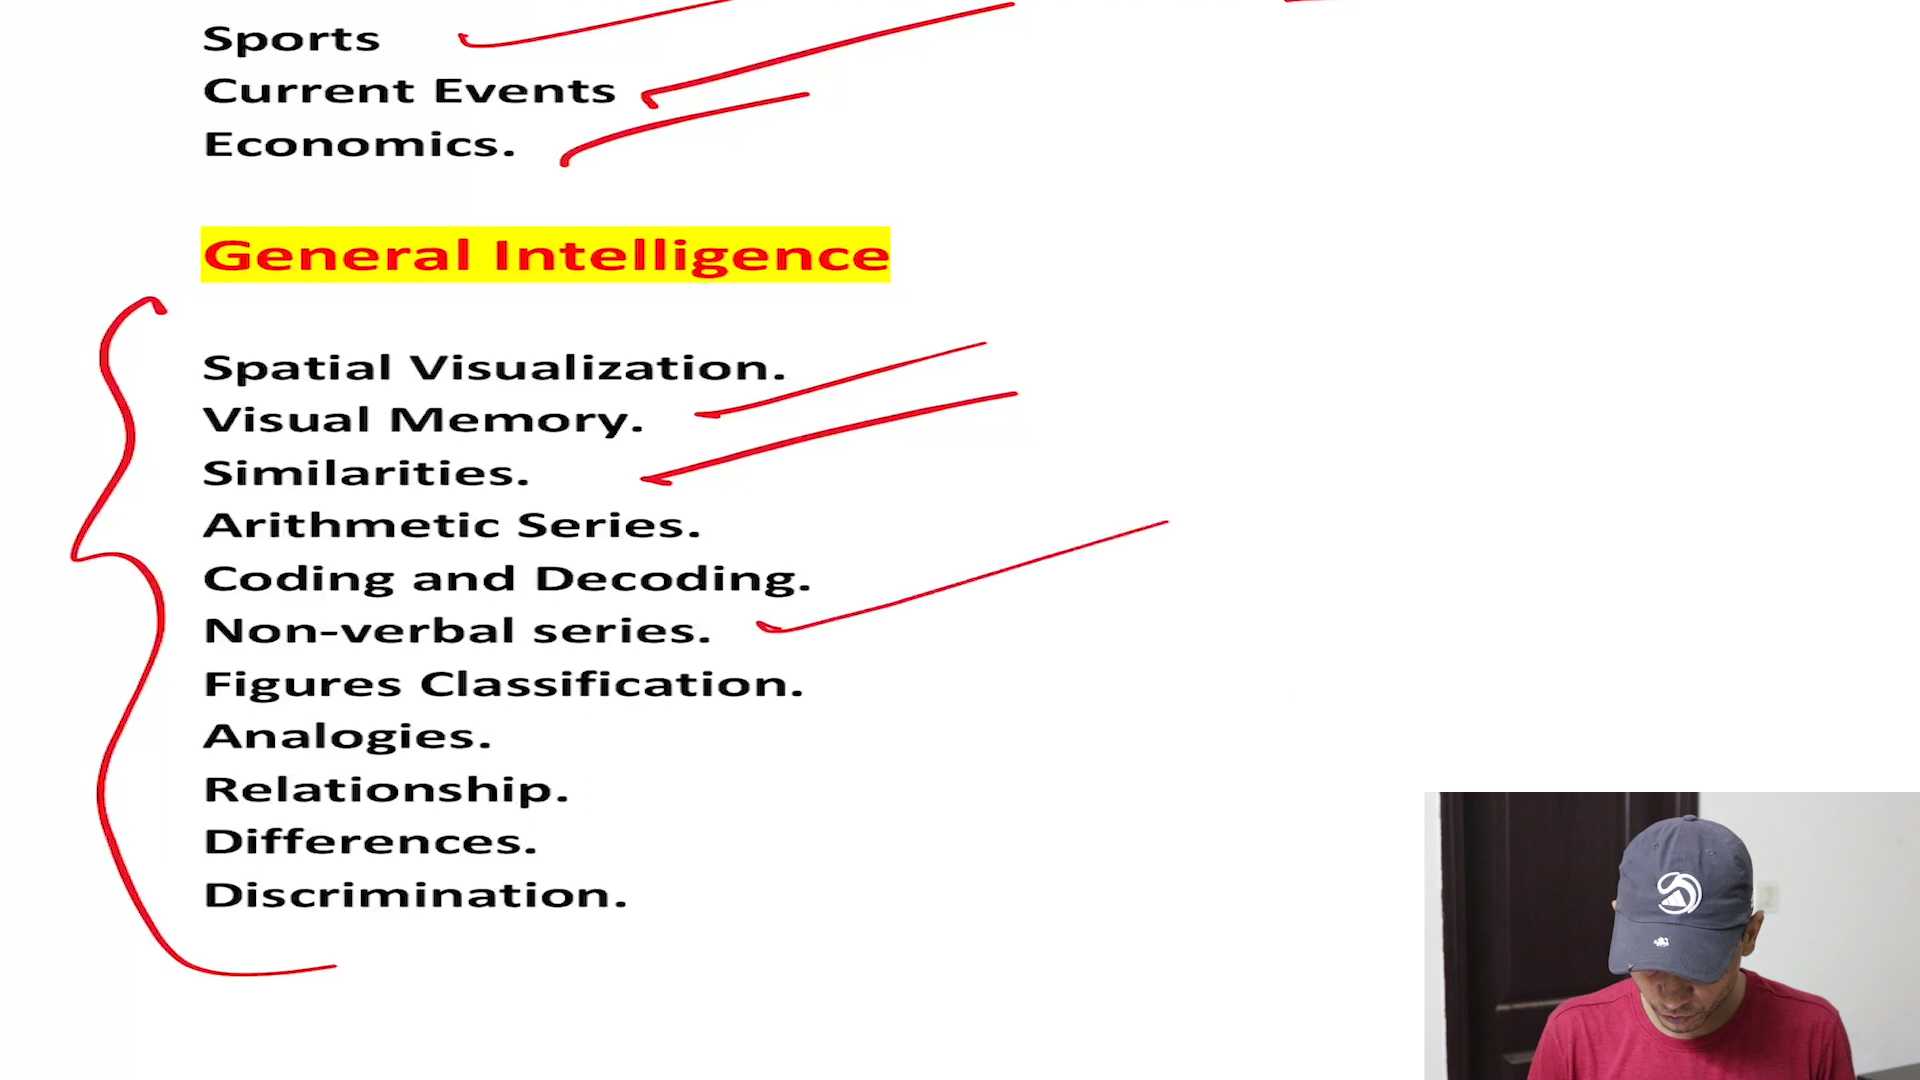 Sports
Current Events
Economics.
General Intelligence
Spatial Visualization.
Visual Memory.
Similarities.
Arithmetic Series.
Coding and Decoding.
Non-verbal series.
Figures Classification.
Analogies.
Relationship.
Differences.
Discrimination.